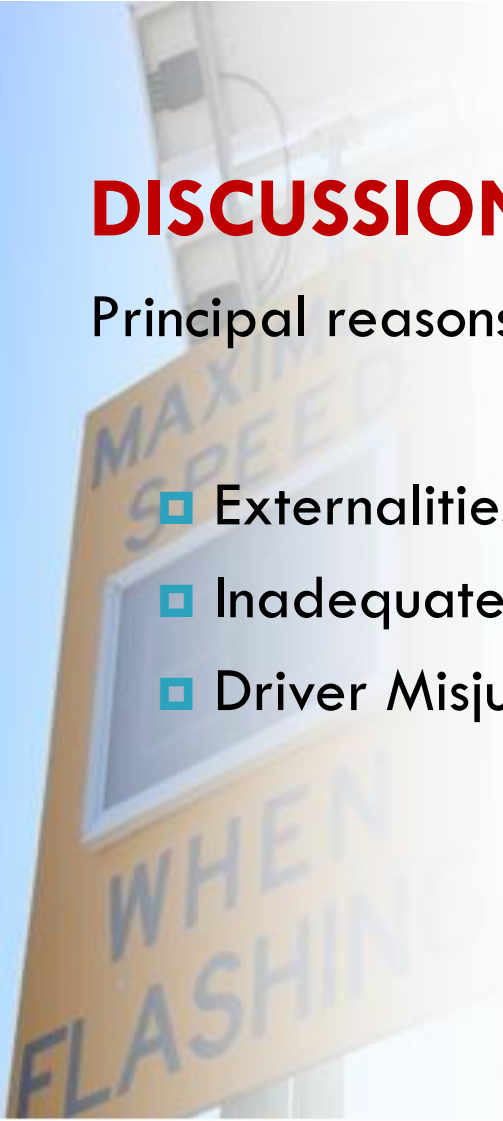 DISCUSSION
Principal reasons
MAXIMUM
SPEED
Externalities
Inadequate
Driver Misju
WHEN
FLASHING